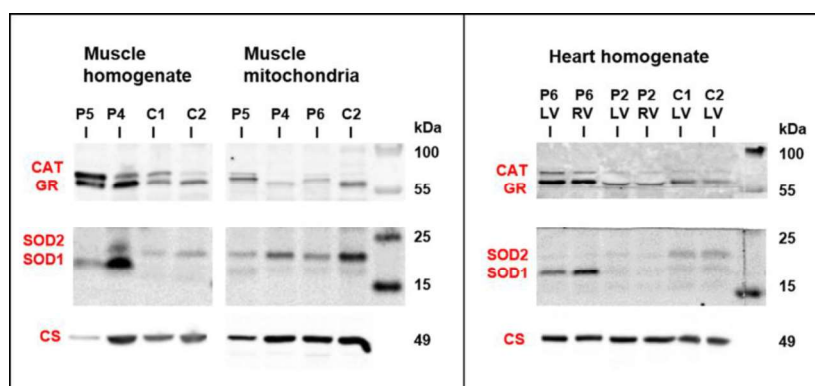 Muscle homogenate
Muscle mitochondria
Heart homogenate
P5 P4 C1 C2
P5 P4 P6 C2
P6 LV
P6 RV
P2 LV
P2 RV
C1 LV
C2 LV
kDa
kDa
CAT
GR
100
55
CAT
GR
100
55
SOD2
SOD1
25
15
SOD2
SOD1
25
15
CS
49
CS
49